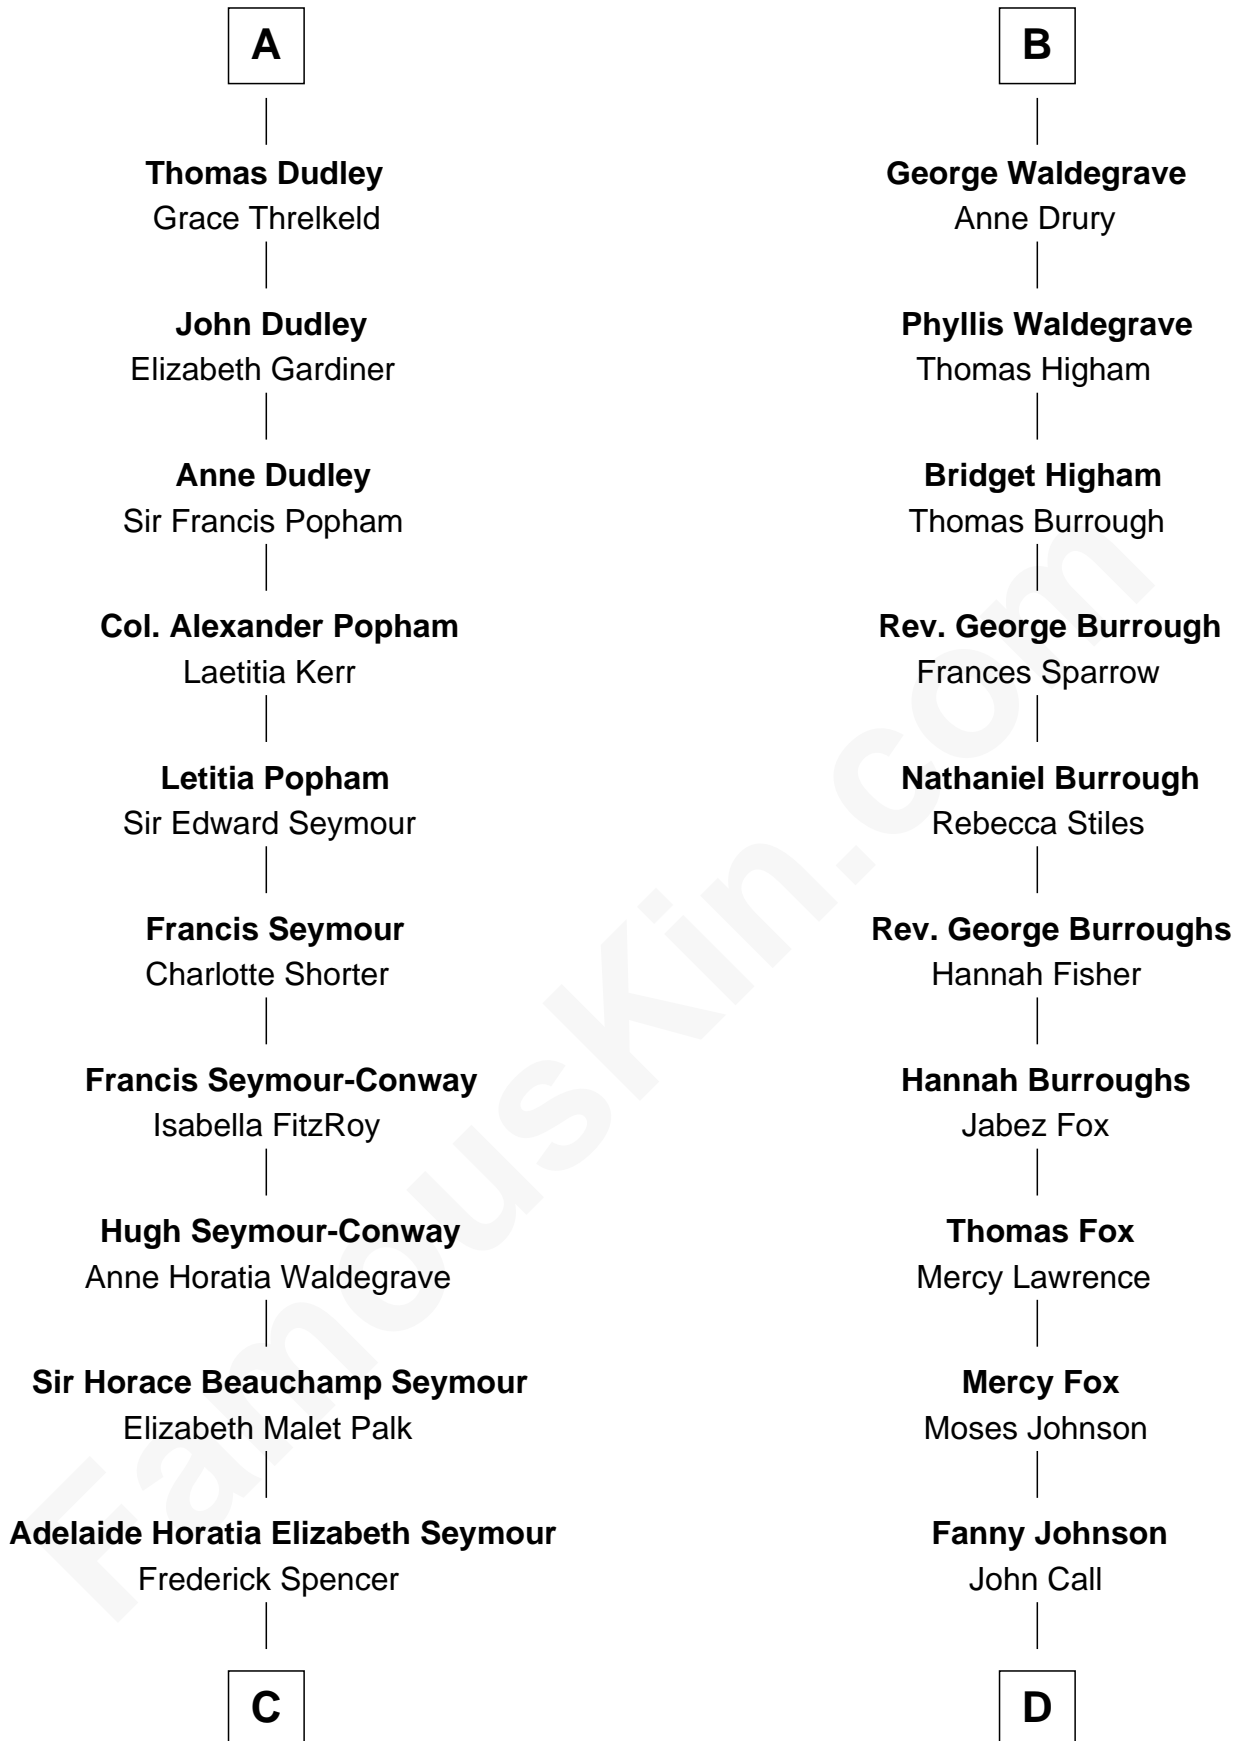 A
Thomas Dudley
Grace Threlkeld
John Dudley
Elizabeth Gardiner
Anne Dudley
Sir Francis Popham
Col. Alexander Popham
Laetitia Kerr
Letitia Popham
Sir Edward Seymour
Francis Seymour
Charlotte Shorter
Francis Seymour-Conway
Isabella FitzRoy
Hugh Seymour-Conway
Anne Horatia Waldegrave
Sir Horace Beauchamp Seymour
Elizabeth Malet Palk
Adelaide Horatia Elizabeth Seymour
Frederick Spencer
C
B
George Waldegrave
Anne Drury
Phyllis Waldegrave
Thomas Higham
Bridget Higham
Thomas Burrough
Rev. George Burrough
Frances Sparrow
Nathaniel Burrough
Rebecca Stiles
Rev. George Burroughs
Hannah Fisher
Hannah Burroughs
Jabez Fox
Thomas Fox
Mercy Lawrence
Mercy Fox
Moses Johnson
Fanny Johnson
John Call
D
FamousKin.com